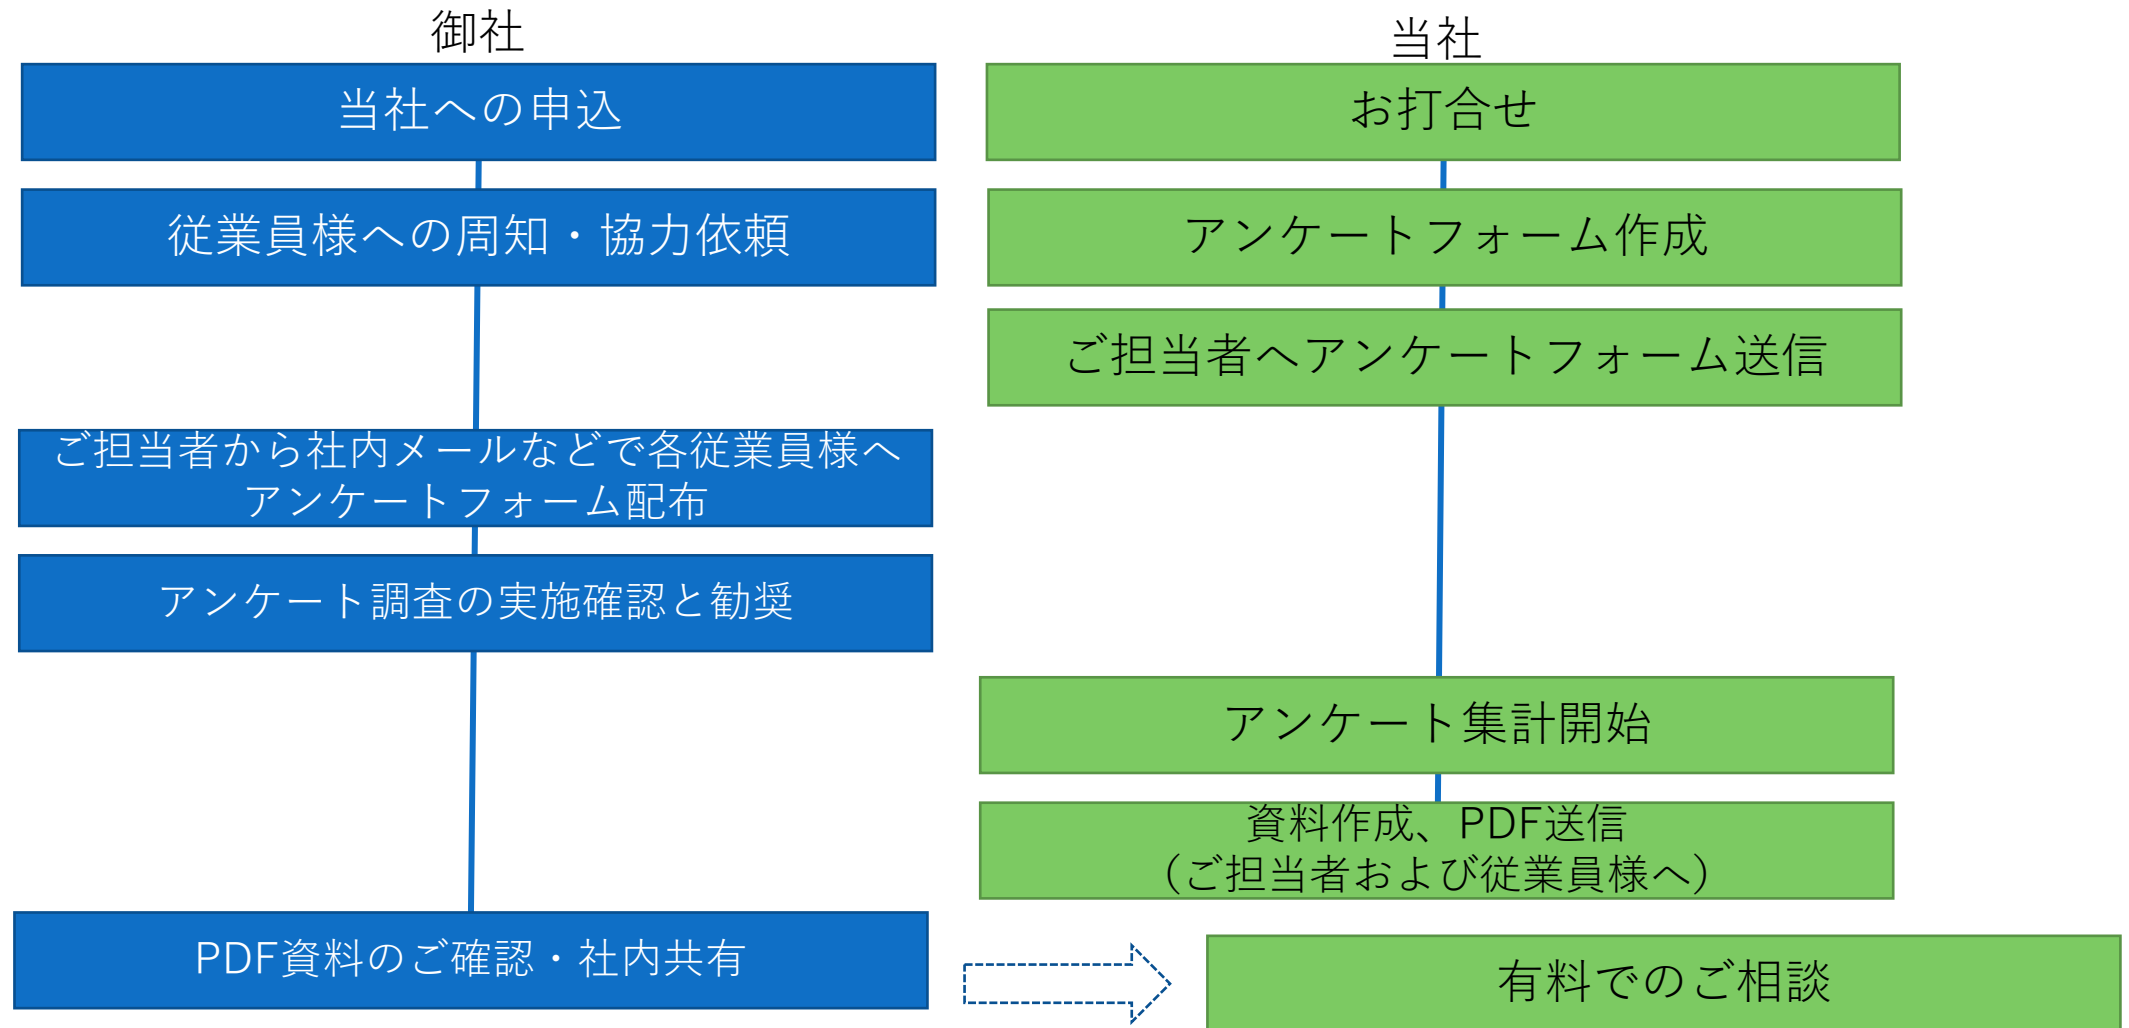 御社
当社
当社への申込
お打合せ
従業員様への周知・協力依頼
アンケートフォーム作成
ご担当者へアンケートフォーム送信
ご担当者から社内メールなどで各従業員様へ
アンケートフォーム配布
アンケート調査の実施確認と勧奨
アンケート集計開始
資料作成、PDF送信
（ご担当者および従業員様へ）
PDF資料のご確認・社内共有
有料でのご相談